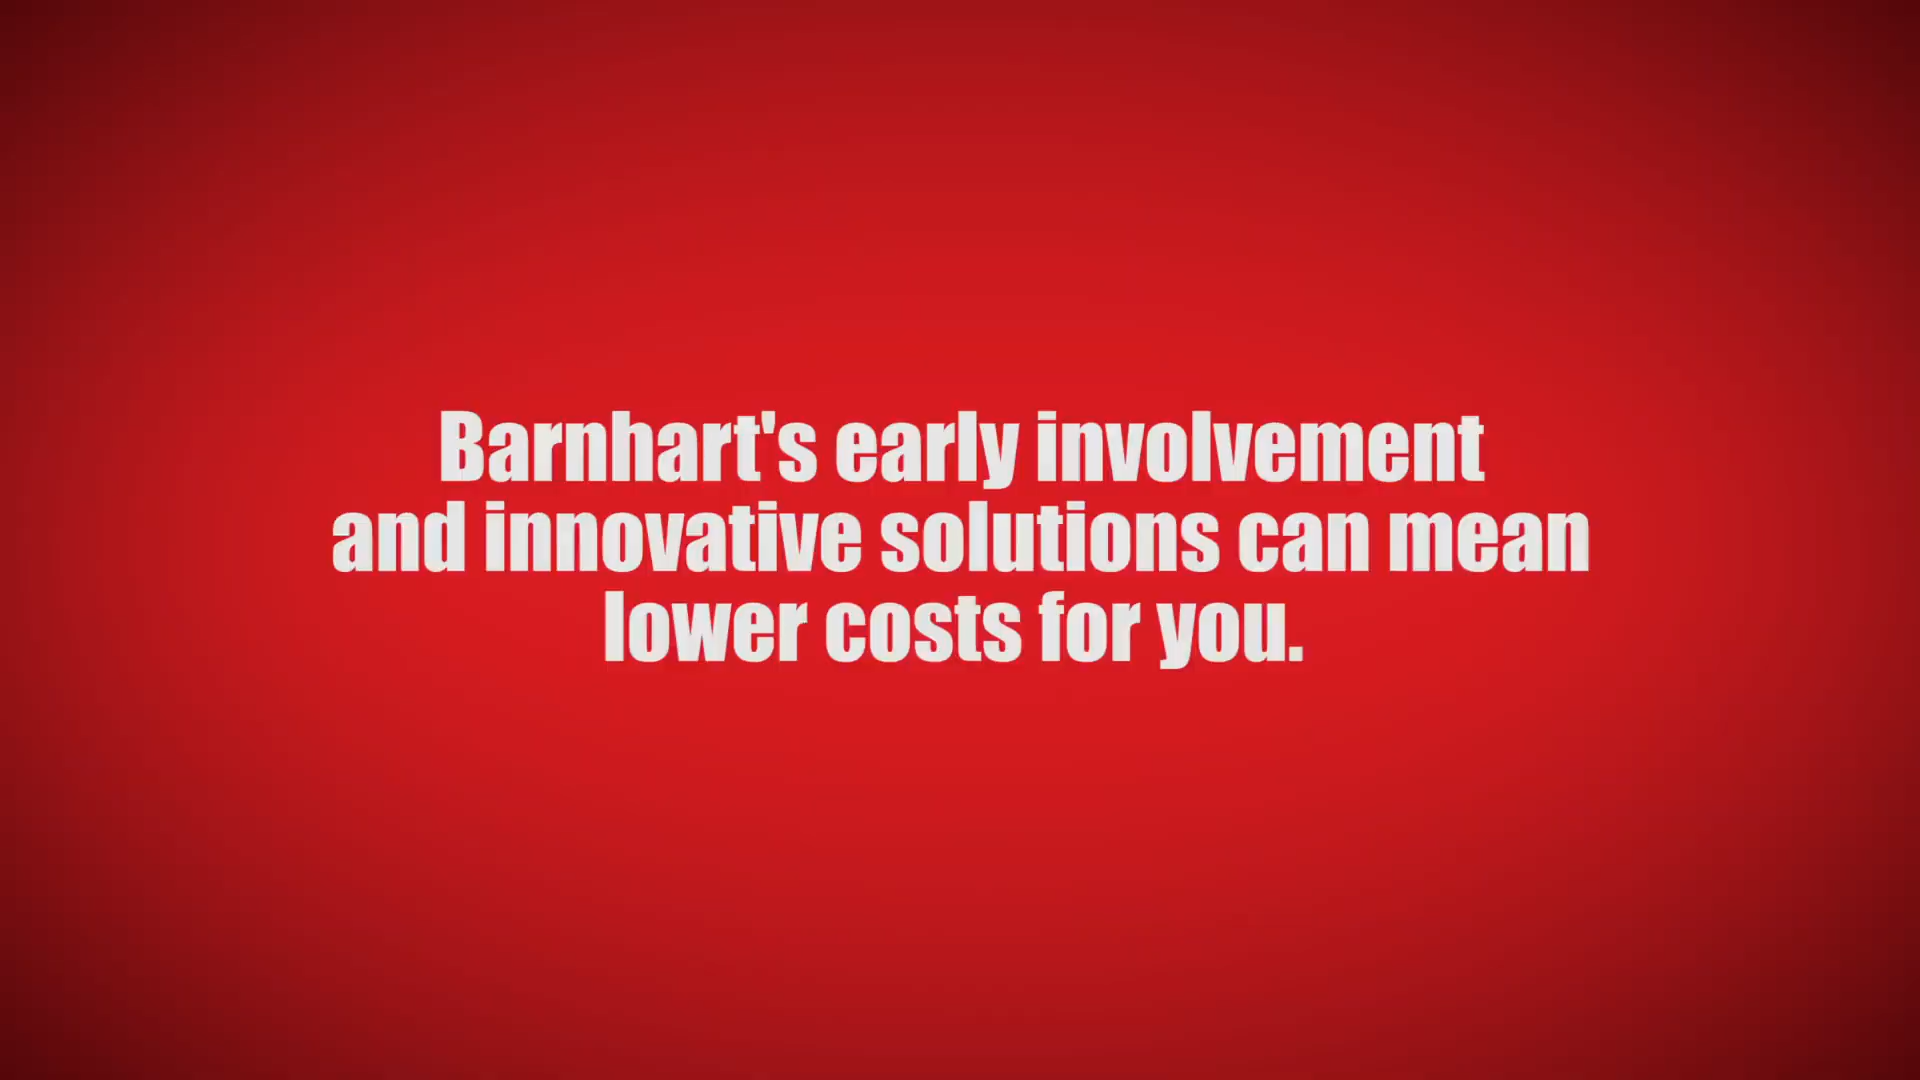 Barnhart's early involvement
and innovative solutions can mean
lower costs for you.